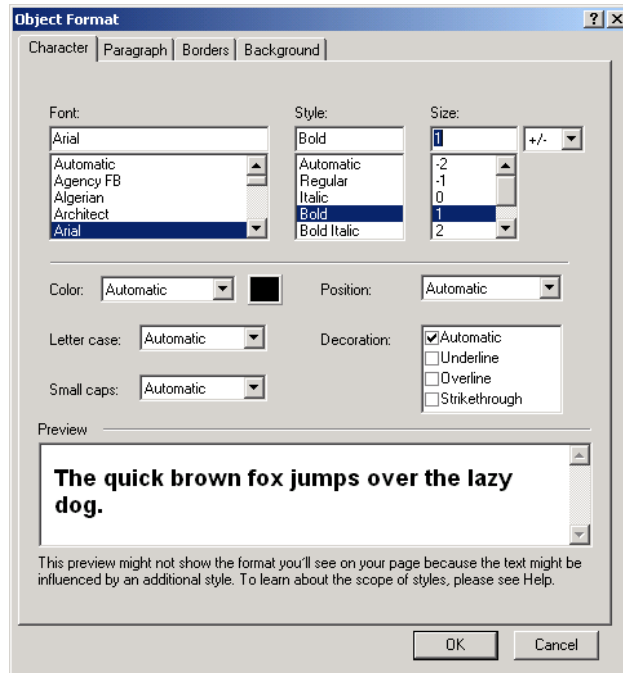 Object Format
Character Paragraph Borders Background
Font: Style: Size:
Arial Bold 1 +/-
Automatic Automatic -2
Agency FB Regular -1
Algerian Italic 0
Architect Bold 1
Arial Bold Italic 2
Color: Automatic Position: Automatic
Letter case: Automatic Decoration: Automatic
Underline
Small caps: Automatic Overline
Strikethrough
Preview
The quick brown fox jumps over the lazy
dog.
This preview might not show the format you'll see on your page because the text might be
influenced by an additional style. To learn about the scope of styles, please see Help.
OK Cancel